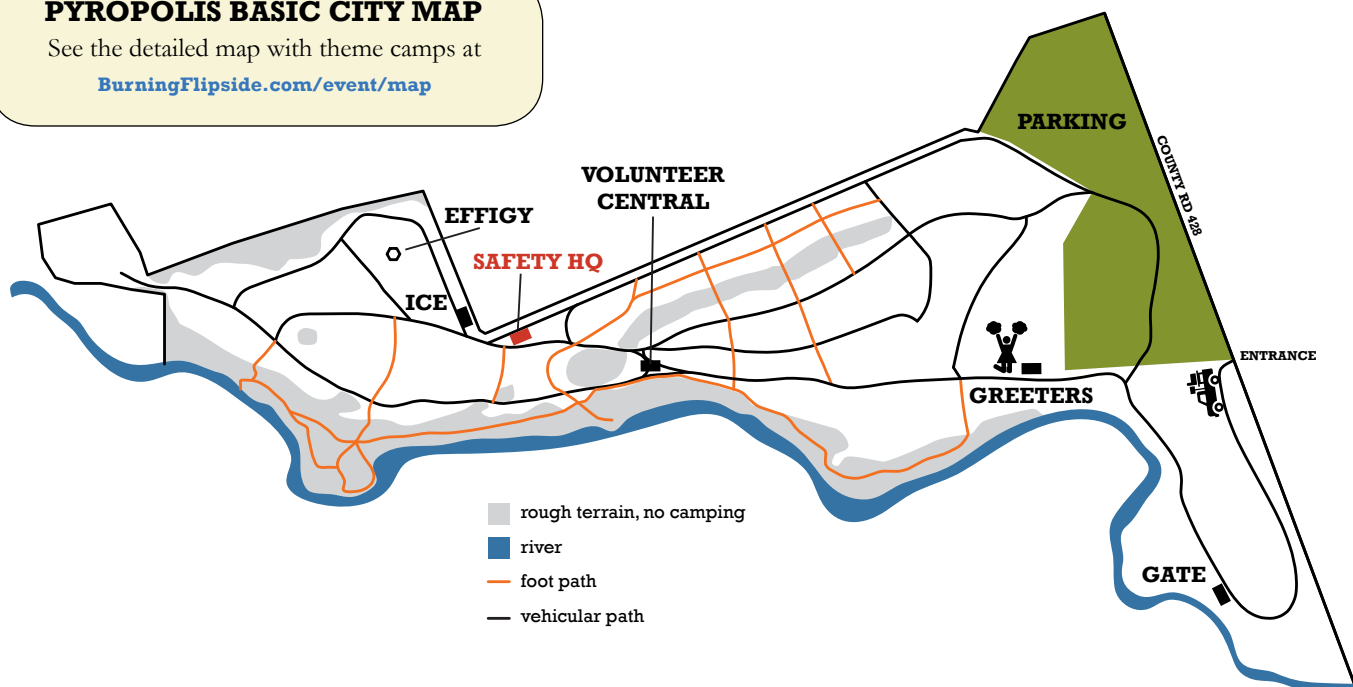 PYROPOLIS BASIC CITY MAP
See the detailed map with theme camps at
BurningFlipside.com/event/map
PARKING
COUNTY RD 428
VOLUNTEER
CENTRAL
EFFIGY
SAFETY HQ
ICE
ENTRANCE
GREETERS
rough terrain, no camping
river
foot path
vehicular path
GATE